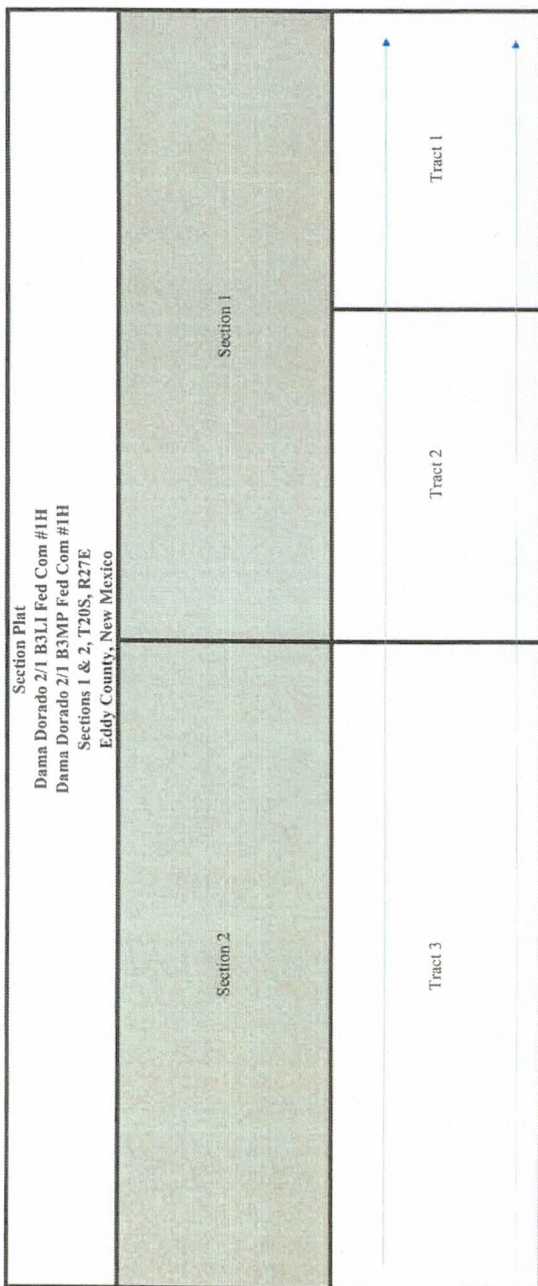 Section Plat
Dama Dorado 2/1 B3LI Fed Com #1H
Dama Dorado 2/1 B3MP Fed Com #1H
Sections 1 & 2, T20S, R27E
Eddy County, New Mexico
Section 2
Section 1
Tract 3
Tract 2
Tract 1